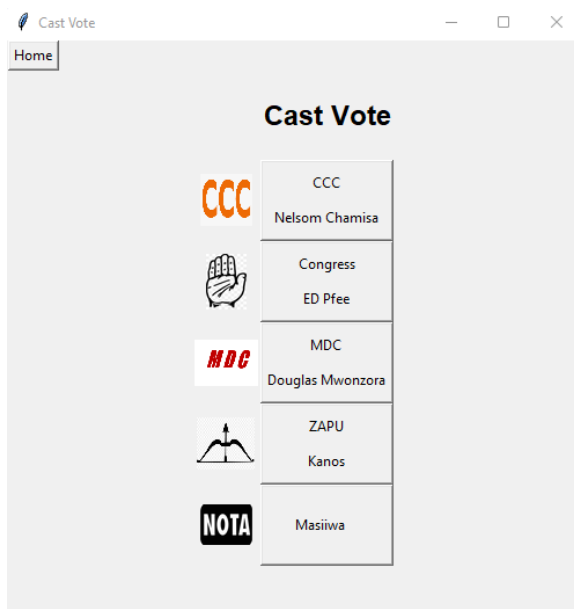 Cast Vote
Home
Cast Vote
CCC
CCC
Nelsom Chamisa
Congress
ED Pfee
MDC
MDC
Douglas Mwonzora
ZAPU
Kanos
NOTA
Masiiwa